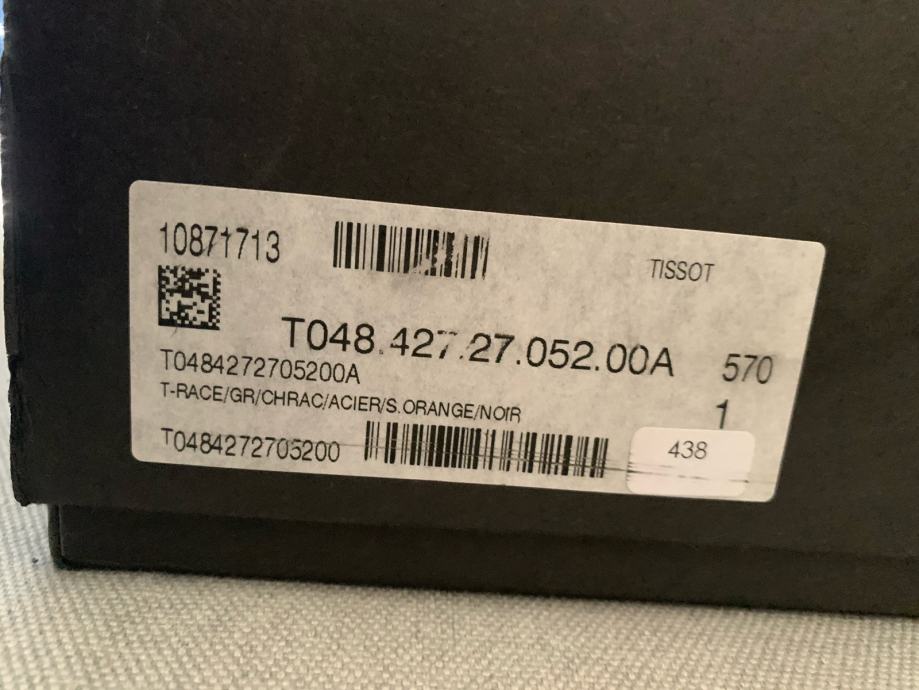 10871713
TISSOT
T048.427.27.052.00A
570
T0484272705200A
T-RACE/GR/CHRAC/ACIER/S.ORANGE/NOIR
1
T0484272705200
438